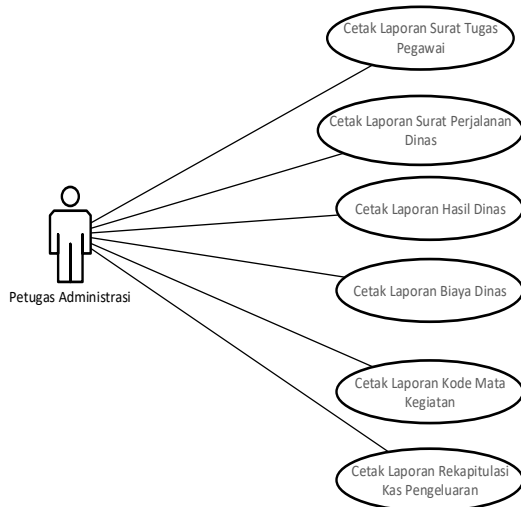 Cetak Laporan Surat Tugas
Pegawai
Cetak Laporan Surat Perjalanan
Dinas
Cetak Laporan Hasil Dinas
Cetak Laporan Biaya Dinas
Petugas Administrasi
Cetak Laporan Kode Mata
Kegiatan
Cetak Laporan Rekapitulasi
Kas Pengeluaran